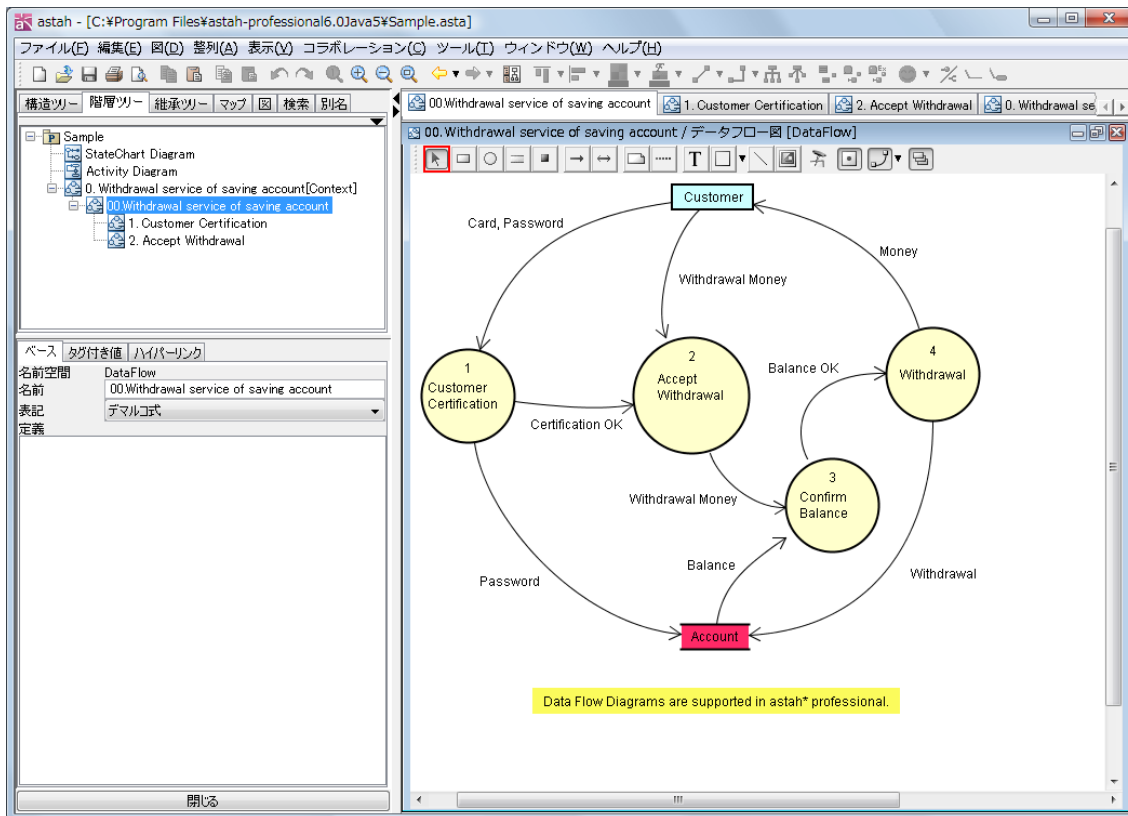 astah - [C:¥Program Files¥astah-professional6.0Java5¥Sample.asta]
ファイル(F) 編集(E) 図(D) 整列(A) 表示(V) コラボレーション(C) ツール(T) ウィンドウ(W) ヘルプ(H)
構造ツリー 階層ツリー 継承ツリー マップ 図 検索 別名
00.Withdrawal service of saving account 1. Customer Certification 2. Accept Withdrawal 0. Withdrawal se
Sample
StateChart Diagram
Activity Diagram
0. Withdrawal service of saving account[Context]
00.Withdrawal service of saving account
1. Customer Certification
2. Accept Withdrawal
ベース タグ付き値 ハイパーリンク
名前空間 DataFlow
名前 00.Withdrawal service of saving account
表記 デマルコ式
定義
閉じる
00.Withdrawal service of saving account / データフロー図 [DataFlow]
T
Customer
Card, Password
Money
Withdrawal Money
1
Customer
Certification
2
Accept
Withdrawal
4
Withdrawal
Balance OK
Certification OK
3
Confirm
Balance
Withdrawal Money
Balance
Password
Withdrawal
Account
Data Flow Diagrams are supported in astah* professional.